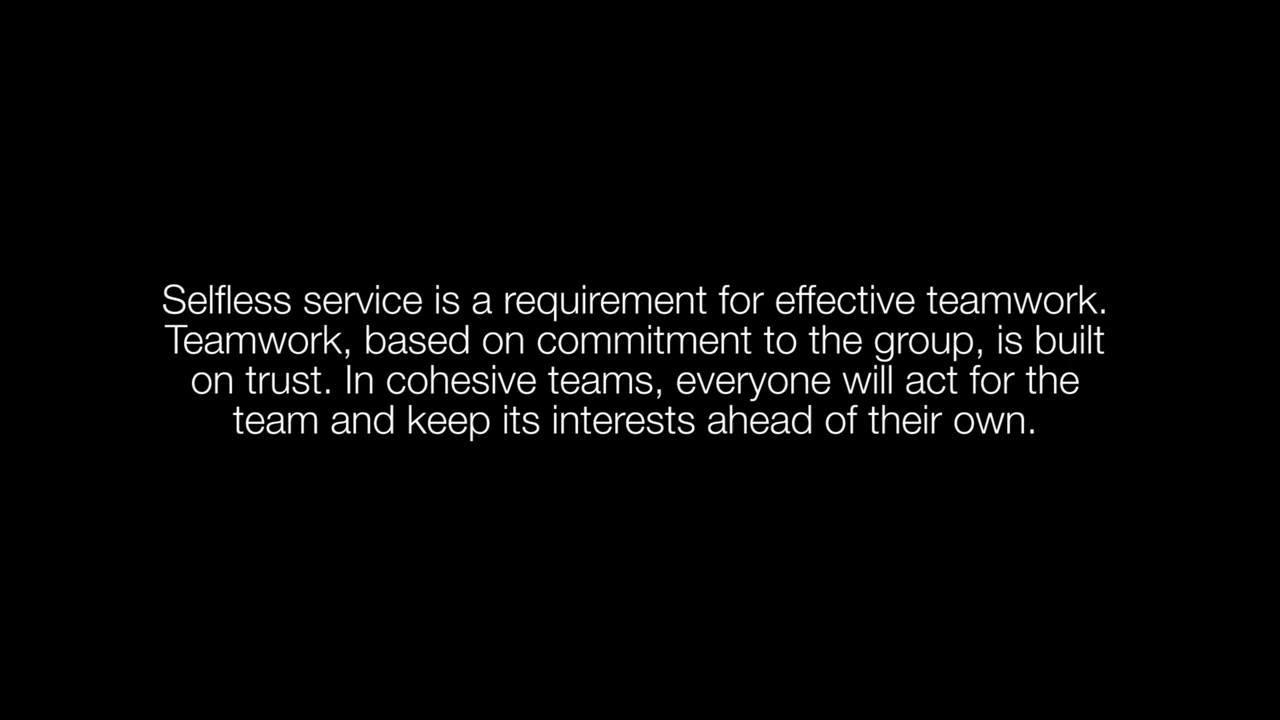 Selfless service is a requirement for effective teamwork.
Teamwork, based on commitment to the group, is built
on trust. In cohesive teams, everyone will act for the
team and keep its interests ahead of their own.